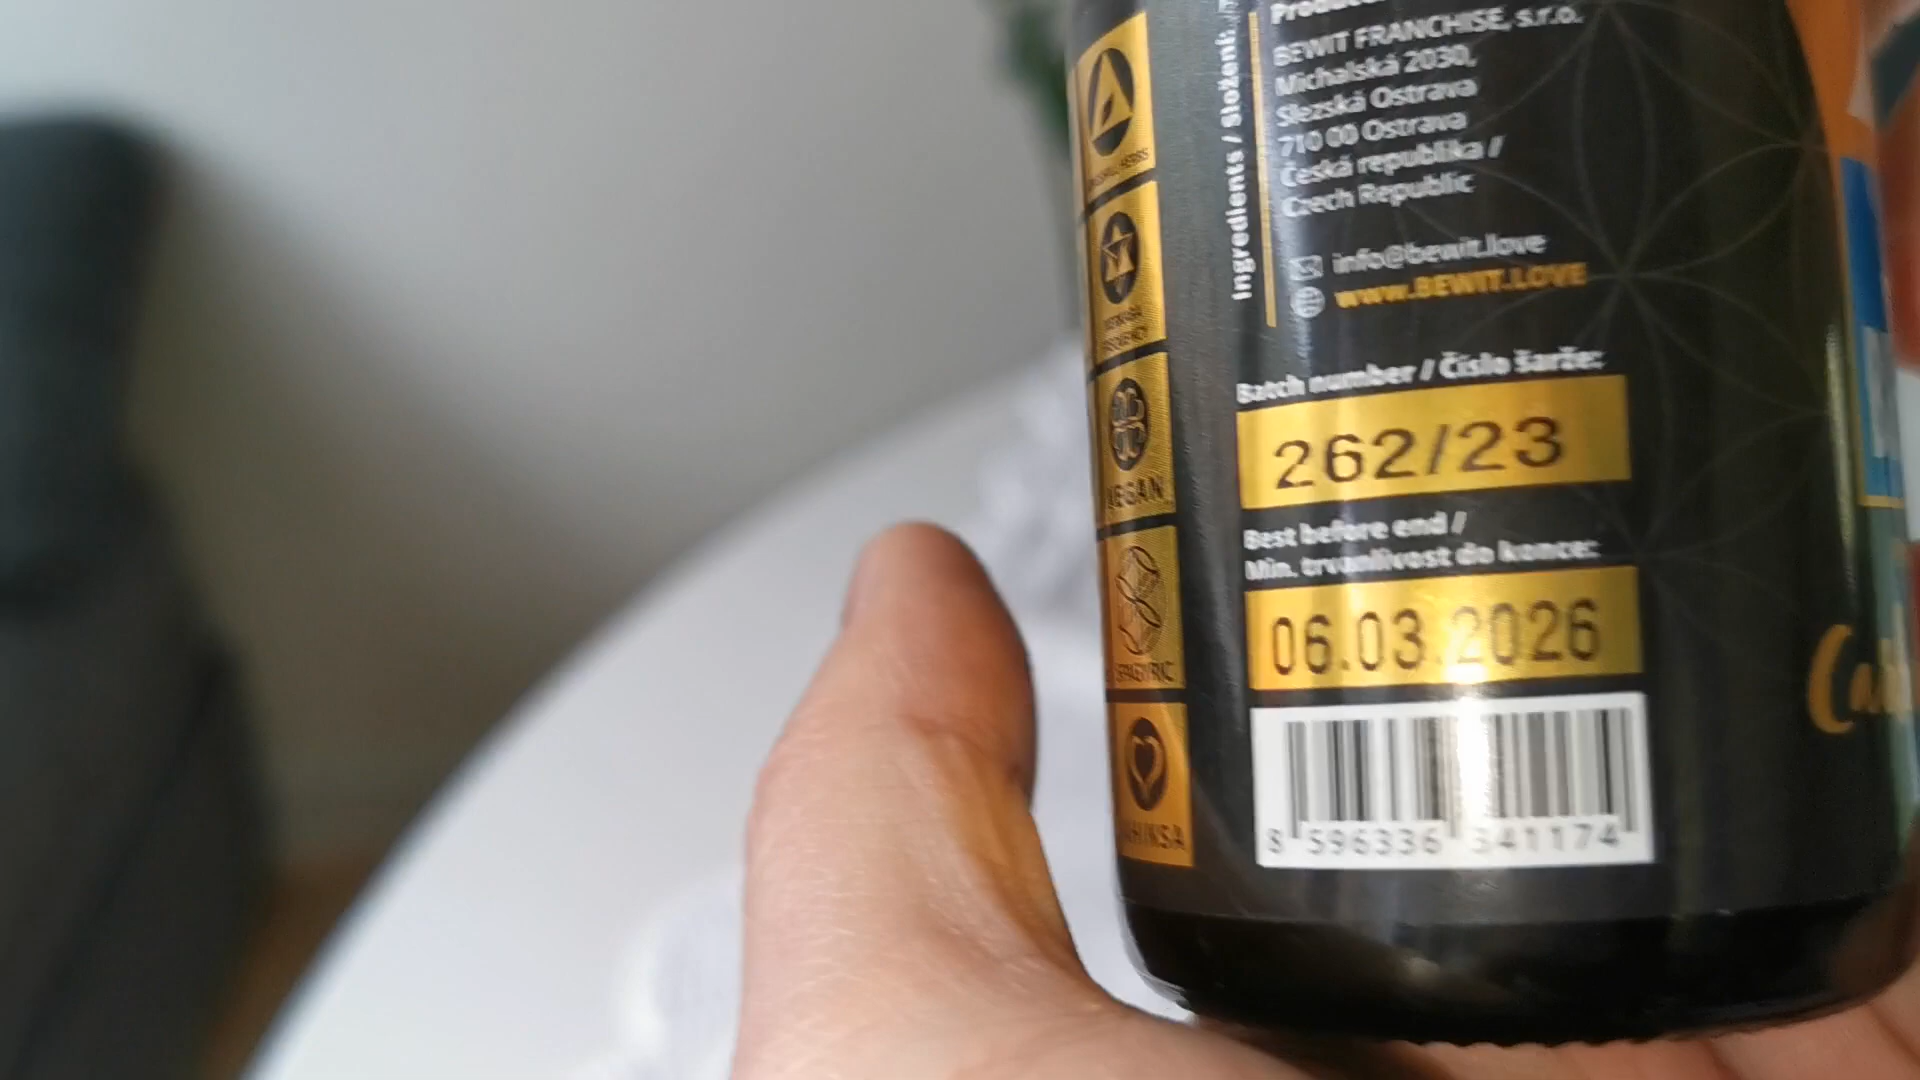 BEWIT FRANCHISE, s.r.o.
Michalská 2030,
Slezská Ostrava
710 00 Ostrava
Česká republika /
Czech Republic
info@bewit.love
www.BEWIT.LOVE
Ingredients / Složení:
Batch number / Číslo šarže:
262/23
Best before end /
Min. trvanlivost do konce:
06.03.2026
8 596336 341174
VEGAN
SPAGYRIC
AHIMSA